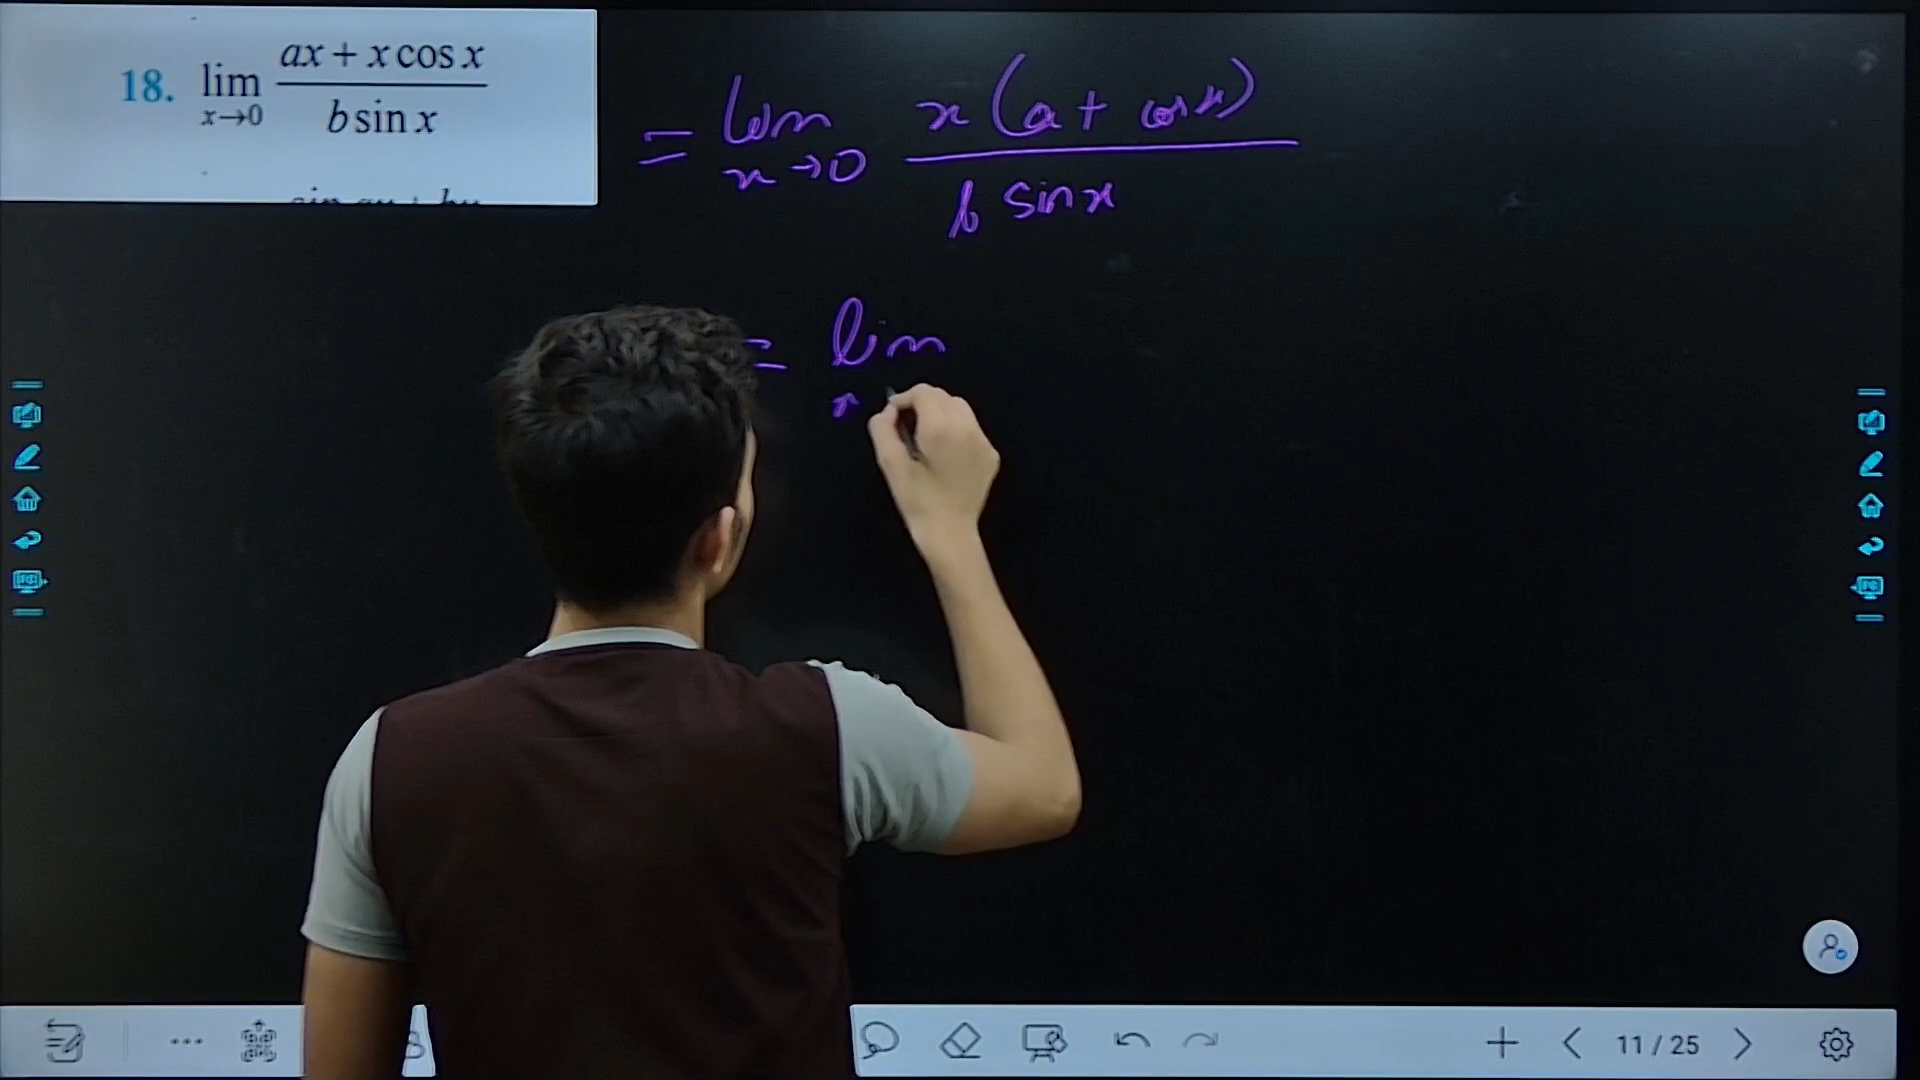 18. lim x→0 (ax + x cos x) / (b sin x)
= lim x→0 x(a + cos x) / (b sin x)
= lim x
11 / 25